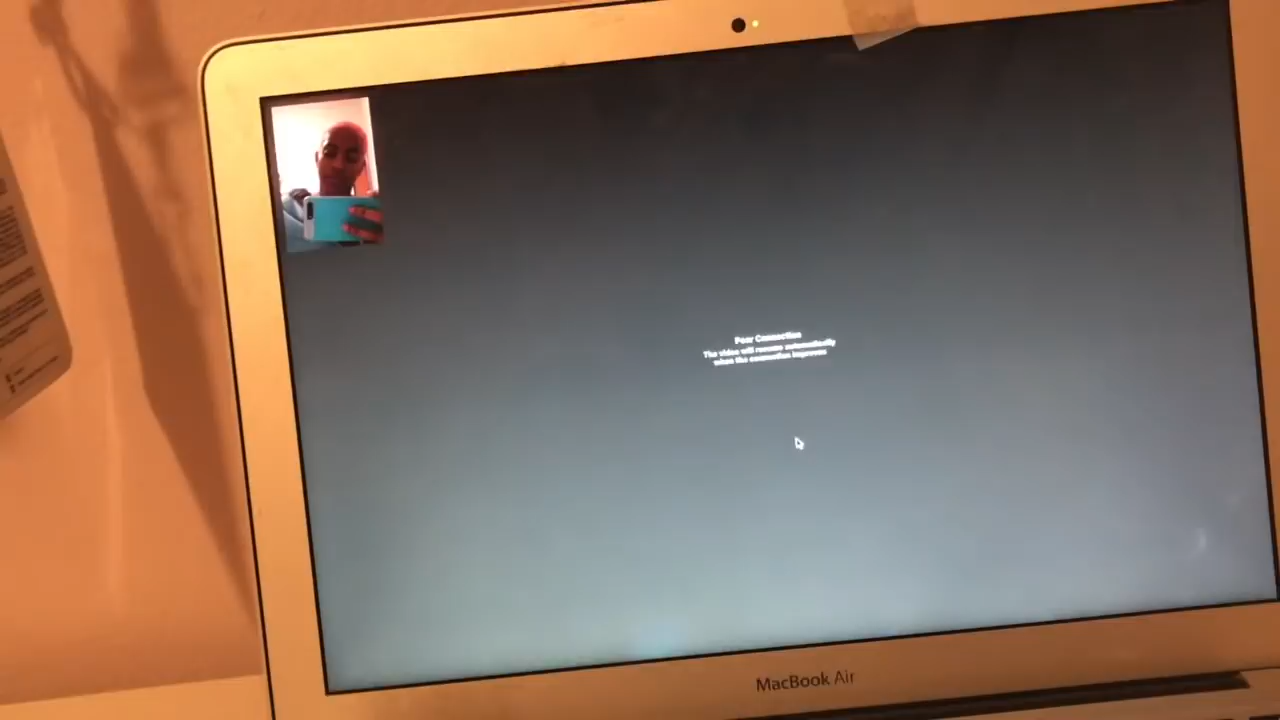 Poor Connection
The video will resume automatically
when the connection improves
MacBook Air